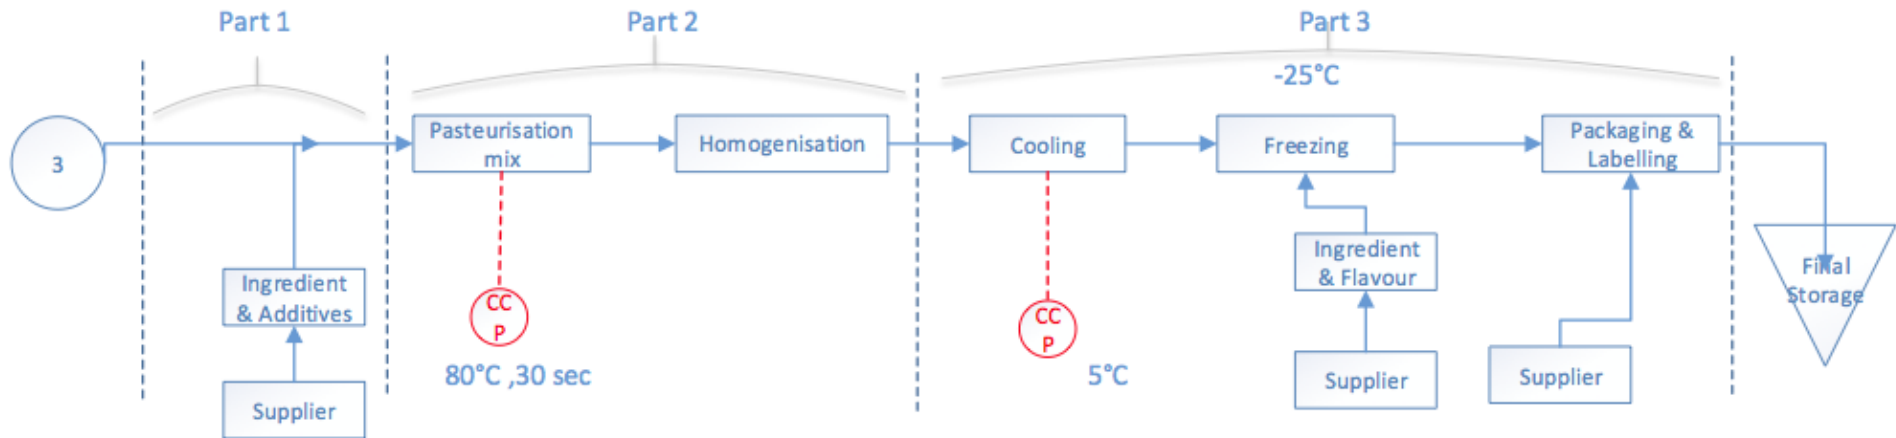 Part 1
Part 2
Part 3
-25°C
3
Pasteurisation
mix
Homogenisation
Cooling
Freezing
Packaging &
Labelling
Ingredient
& Additives
Supplier
CC
P
80°C ,30 sec
CC
P
5°C
Ingredient
& Flavour
Supplier
Supplier
Final
Storage